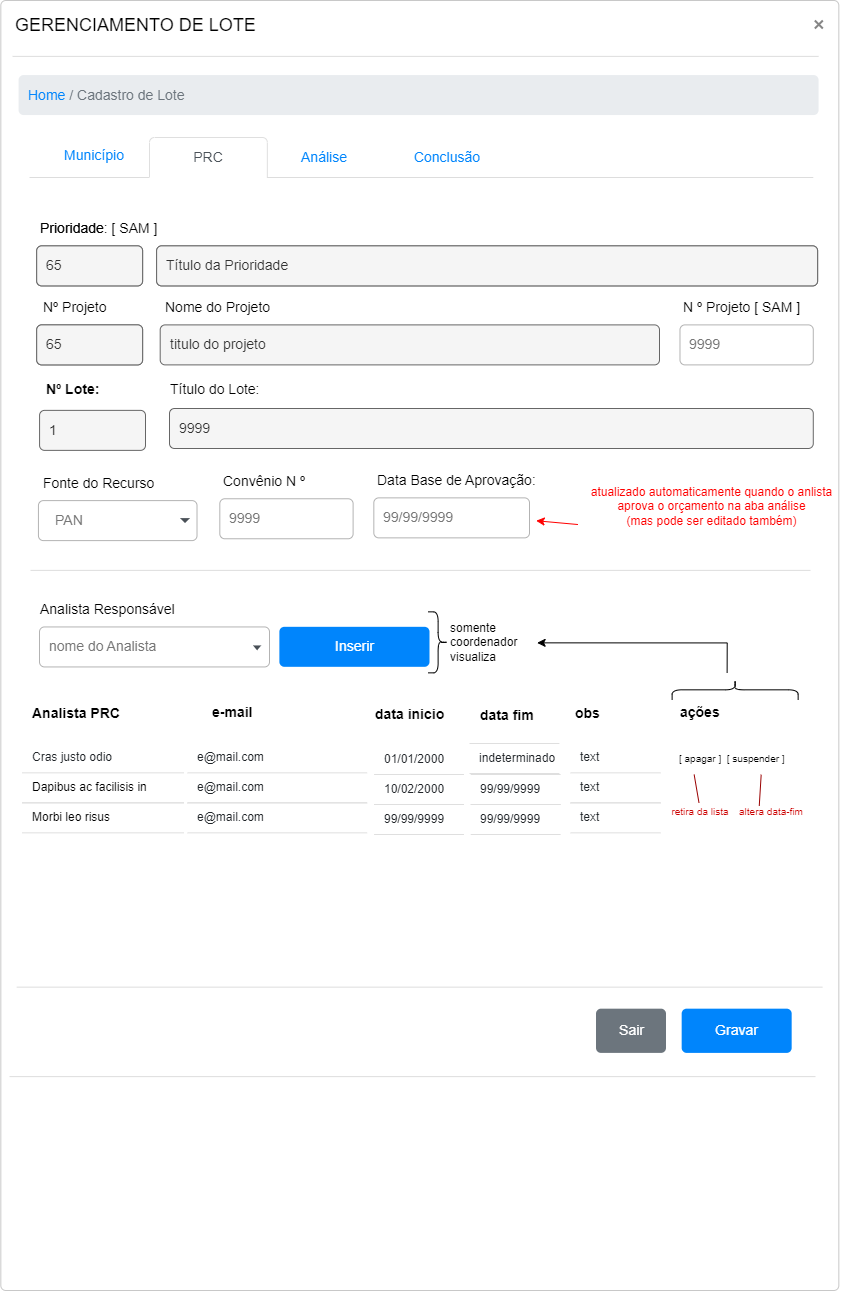 GERENCIAMENTO DE LOTE ×
Home / Cadastro de Lote
Município PRC Análise Conclusão
Prioridade: [ SAM ]
65 Título da Prioridade
Nº Projeto Nome do Projeto N º Projeto [ SAM ]
65 titulo do projeto 9999
Nº Lote: Título do Lote:
1 9999
Fonte do Recurso Convênio N º Data Base de Aprovação:
PAN 9999 99/99/9999
atualizado automaticamente quando o anlista
aprova o orçamento na aba análise
(mas pode ser editado também)
Analista Responsável
nome do Analista Inserir
somente
coordenador
visualiza
Analista PRC e-mail data inicio data fim obs ações
Cras justo odio e@mail.com 01/01/2000 indeterminado text [ apagar ] [ suspender ]
Dapibus ac facilisis in e@mail.com 10/02/2000 99/99/9999 text
Morbi leo risus e@mail.com 99/99/9999 99/99/9999 text
retira da lista altera data-fim
Sair Gravar